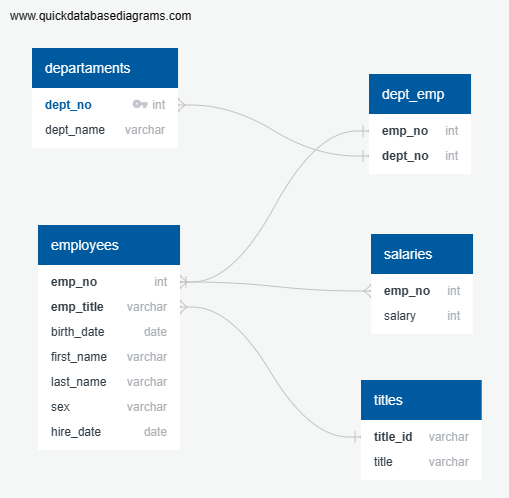 www.quickdatabasediagrams.com
departaments
dept_no int
dept_name varchar
dept_emp
emp_no int
dept_no int
employees
emp_no int
emp_title varchar
birth_date date
first_name varchar
last_name varchar
sex varchar
hire_date date
salaries
emp_no int
salary int
titles
title_id varchar
title varchar